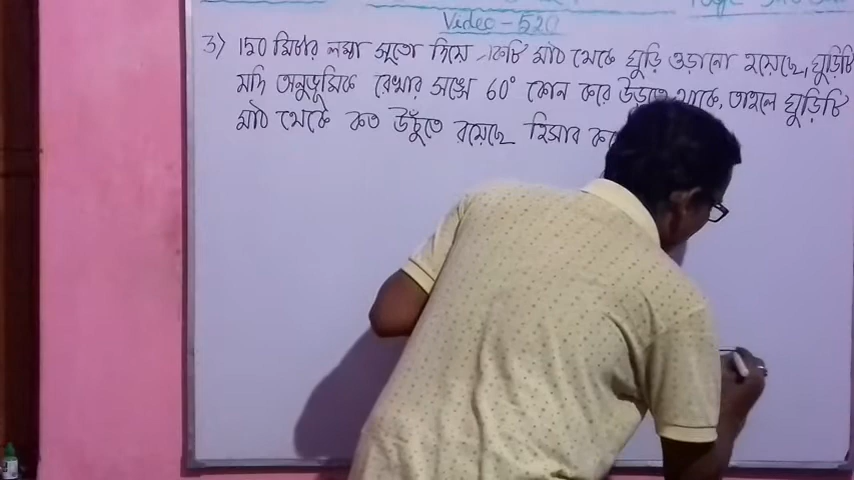 Video - 520
3) 150 মিটার লম্বা সূতো দিয়ে একটি মাঠ থেকে ঘুড়ি ওড়ানো হয়েছে, ঘুড়িটি
যদি অনুভূমিক রেখার সঙ্গে 60° কোন করে উড়তে থাকে, তাহলে ঘুড়িটি
মাঠ থেকে কত উঁচুতে রয়েছে হিসাব